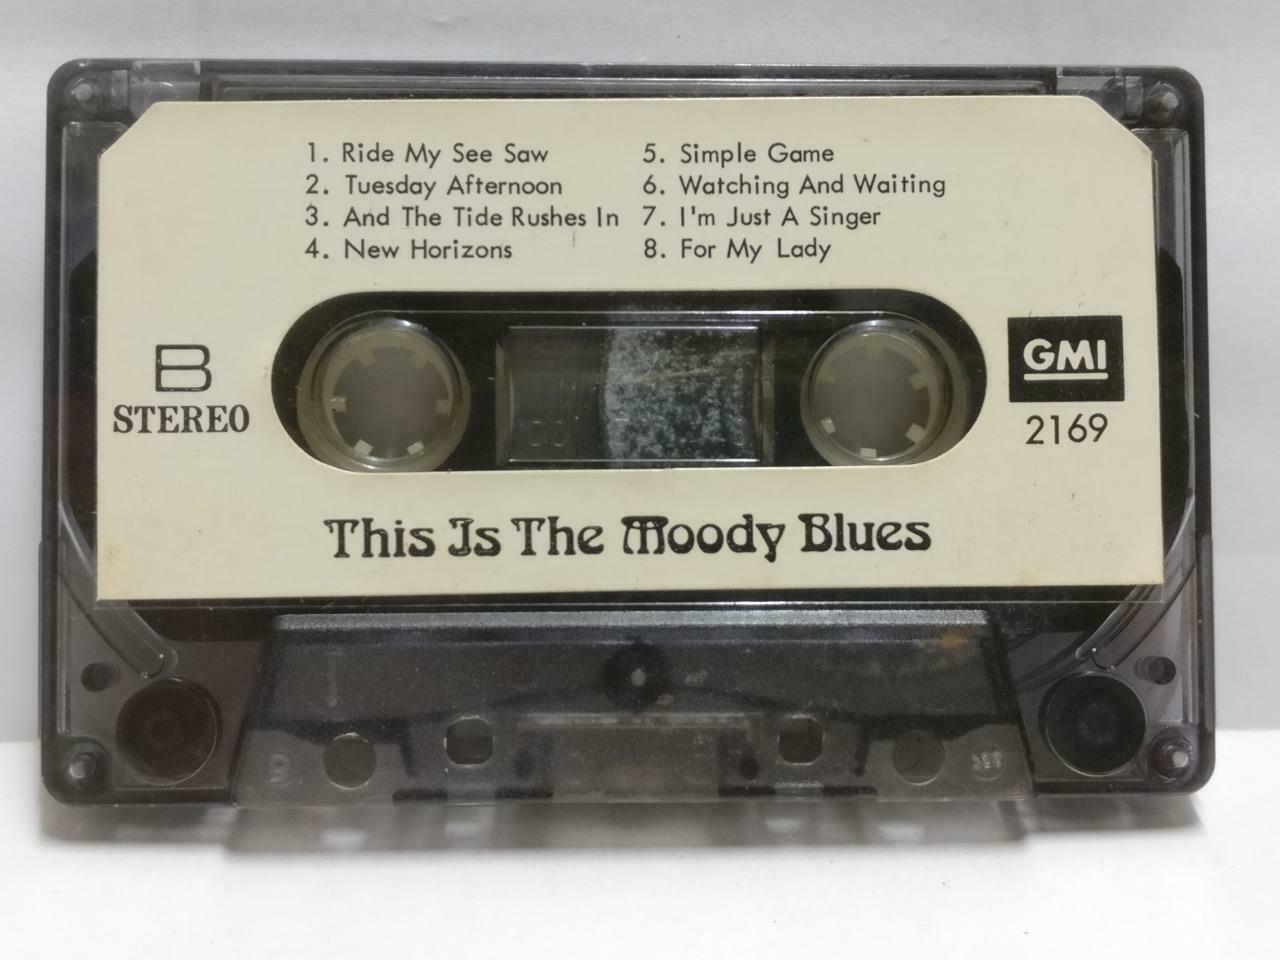 1. Ride My See Saw
2. Tuesday Afternoon
3. And The Tide Rushes In
4. New Horizons
5. Simple Game
6. Watching And Waiting
7. I'm Just A Singer
8. For My Lady
B
STEREO
GMI
2169
This Is The Moody Blues